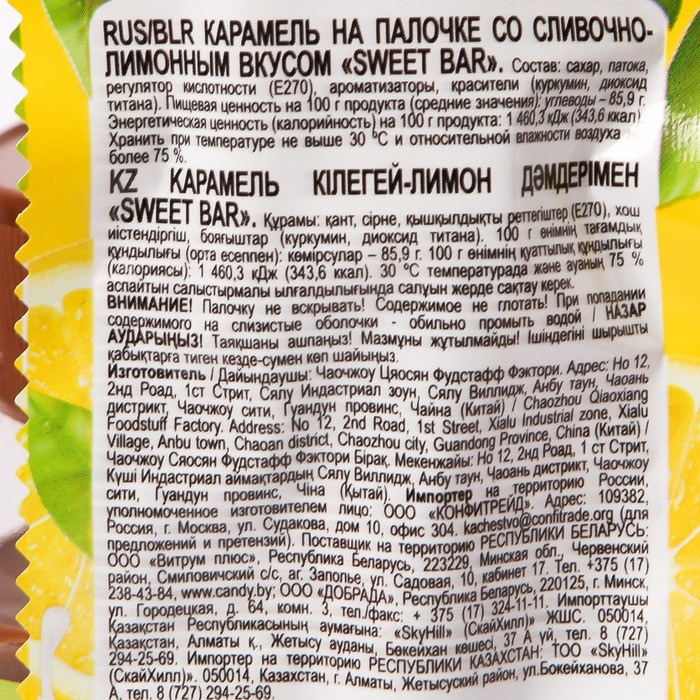 RUS/BLR КАРАМЕЛЬ НА ПАЛОЧКЕ СО СЛИВОЧНО-
ЛИМОННЫМ ВКУСОМ «SWEET BAR». Состав: сахар, патока,
регулятор кислотности (Е270), ароматизаторы, красители (куркумин, диоксид
титана). Пищевая ценность на 100 г продукта (средние значения): углеводы – 85,9 г.
Энергетическая ценность (калорийность) на 100 г продукта: 1 460,3 кДж (343,6 ккал)
Хранить при температуре не выше 30 °С и относительной влажности воздуха не
более 75 %.
KZ КАРАМЕЛЬ КІЛЕГЕЙ-ЛИМОН ДӘМДЕРІМЕН
«SWEET BAR». Құрамы: қант, сірне, қышқылдықты реттегіштер (Е270), хош
иістендіргіш, бояғыштар (куркумин, диоксид титана). 100 г өнімнің тағамдық
құндылығы (орта есеппен): көмірсулар – 85,9 г. 100 г өнімнің қуаттылық құндылығы
(калориясы): 1 460,3 кДж (343,6 ккал). 30 °С температурада және ауаның 75 %
аспайтын салыстырмалы ылғалдылығында салуын жерде сақтау керек.
ВНИМАНИЕ! Палочку не вскрывать! Содержимое не глотать! При попадании
содержимого на слизистые оболочки - обильно промыть водой / НАЗАР
АУДАРЫҢЫЗ! Таяқшаны ашпаңыз! Мазмұны жұтылмайды! Ішіндегіні шырышты
қабықтарға тиген кезде-сумен көп шайыңыз.
Изготовитель / Дайындаушы: Чаочжоу Цяосян Фудстафф Фэктори. Адрес: Но 12,
2нд Роад, 1ст Стрит, Сялу Индастриал зоун, Сялу Виллидж, Анбу таун, Чаоань
дистрикт, Чаочжоу сити, Гуандун провинс, Чайна (Китай) / Chaozhou Qiaoxiang
Foodstuff Factory. Address: No 12, 2nd Road, 1st Street, Xialu Industrial zone, Xialu
Village, Anbu town, Chaoan district, Chaozhou city, Guandong Province, China (Китай) /
Чаочжоу Сяосян Фудстафф Фэктори Бірақ. Мекенжайы: Но 12, 2нд Роад, 1 ст Стрит,
Күші Индастриал аймақтардың Сялу Виллидж, Анбу таун, Чаоань дистрикт, Чаочжоу
сити, Гуандун провинс, Чіна (Қытай). Импортер на территорию России,
уполномоченное изготовителем лицо: ООО «КОНФИТРЕЙД». Адрес: 109382,
Россия, г. Москва, ул. Судакова, дом 10, офис 304. kachestvo@confitrade.org (для
предложений и претензий). Поставщик на территорию РЕСПУБЛИКИ БЕЛАРУСЬ:
ООО «Витрум плюс», Республика Беларусь, 223229, Минская обл., Червенский
район, Смиловичский с/с, аг. Заполье, ул. Садовая, 10, кабинет 17. Тел. +375 (17)
238-43-84, www.candy.by; ООО «ДОБРАДА», Республика Беларусь, 220125, г. Минск,
ул. Городецкая, д. 64, комн. 3, тел./факс: + 375 (17) 324-11-11. Импорттаушы
Қазақстан Республикасының аумағына: «SkyHill» (СкайХилл)» ЖШС. 050014,
Қазақстан, Алматы қ., Жетысу ауданы, Бөкейхан көшесі, 37 А үй, тел. 8 (727)
294-25-69. Импортер на территорию РЕСПУБЛИКИ КАЗАХСТАН: ТОО «SkyHill»
(СкайХилл)». 050014, Казахстан, г. Алматы, Жетысуский район, ул.Бокейханова, 37
А, тел. 8 (727) 294-25-69.